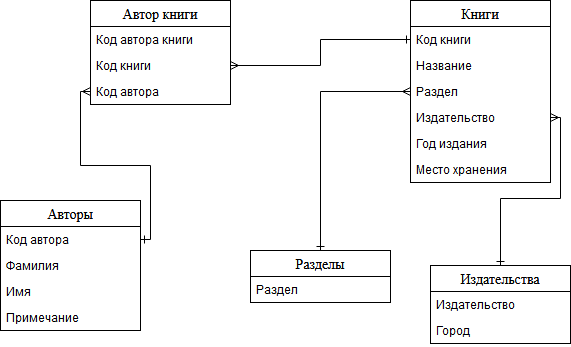 Автор книги
Код автора книги
Код книги
Код автора
Книги
Код книги
Название
Раздел
Издательство
Год издания
Место хранения
Авторы
Код автора
Фамилия
Имя
Примечание
Разделы
Раздел
Издательства
Издательство
Город